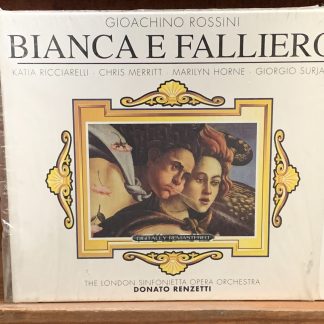 GIOACHINO ROSSINI
BIANCA E FALLIERO
KATIA RICCIARELLI · CHRIS MERRITT · MARILYN HORNE · GIORGIO SURJA
DIGITALLY REMASTERED
THE LONDON SINFONIETTA OPERA ORCHESTRA
DONATO RENZETTI